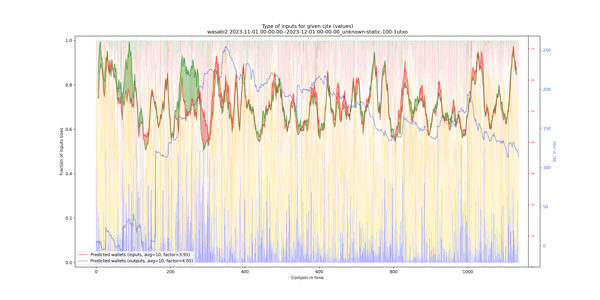 Type of inputs for given cjtx (values)
wasabi2 2023-11-01 00-00-00--2023-12-01 00-00-00_unknown-static-100-1utxo
Fraction of inputs sizes
1.0
0.8
0.6
0.4
0.2
0.0
0
200
400
600
800
1000
Coinjoin in time
250
200
150
100
50
0
btc in mix
Predicted wallets (inputs, avg=10, factor=3.91)
Predicted wallets (outputs, avg=10, factor=4.05)